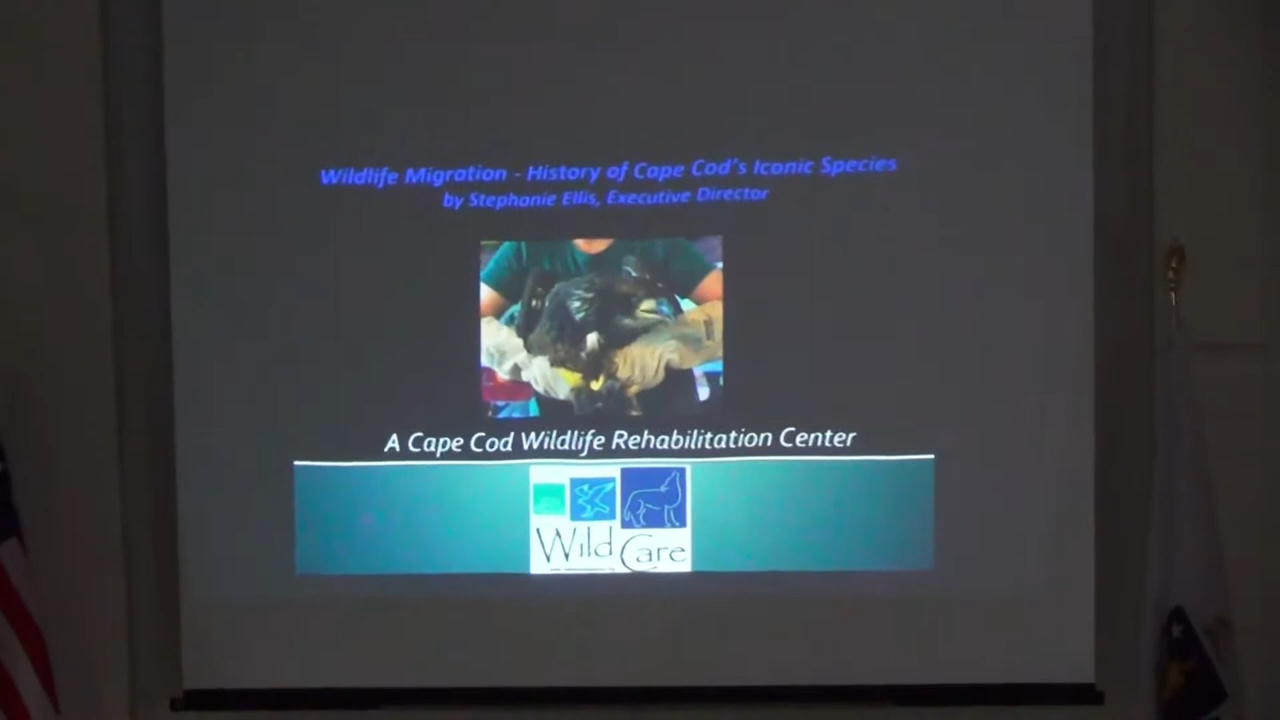 Wildlife Migration - History of Cape Cod's Iconic Species
by Stephanie Ellis, Executive Director
A Cape Cod Wildlife Rehabilitation Center
Wild Care